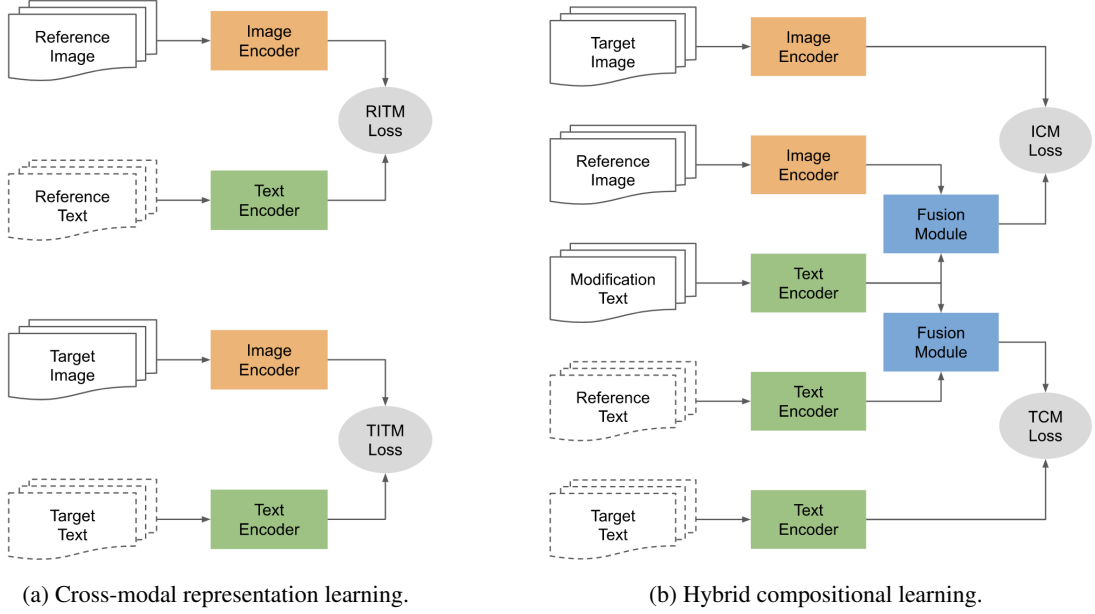 Reference
Image
Image
Encoder
RITM
Loss
Reference
Text
Text
Encoder
Target
Image
Image
Encoder
TITM
Loss
Target
Text
Text
Encoder
(a) Cross-modal representation learning.
Target
Image
Image
Encoder
ICM
Loss
Reference
Image
Image
Encoder
Fusion
Module
Modification
Text
Text
Encoder
Fusion
Module
Reference
Text
Text
Encoder
TCM
Loss
Target
Text
Text
Encoder
(b) Hybrid compositional learning.